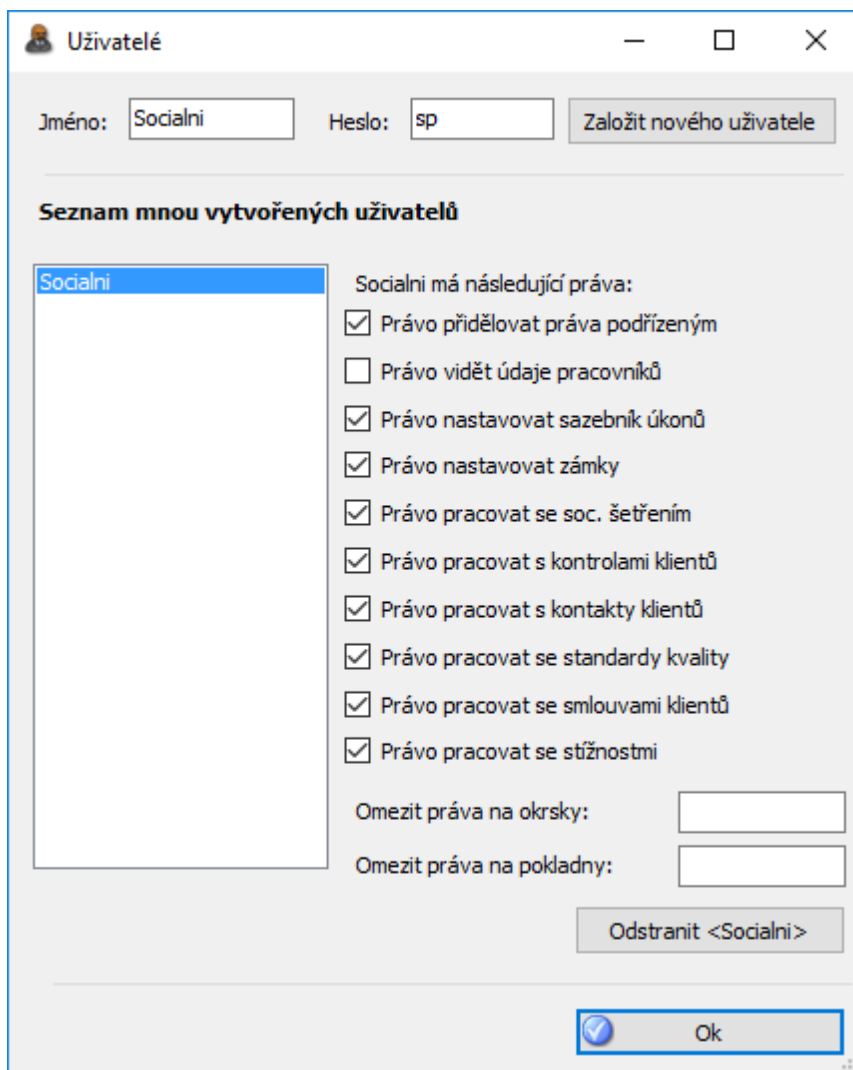 Uživatelé
Jméno: Socialni Heslo: sp Založit nového uživatele
Seznam mnou vytvořených uživatelů
Socialni
Socialni má následující práva:
Právo přidělovat práva podřízeným
Právo vidět údaje pracovníků
Právo nastavovat sazebník úkonů
Právo nastavovat zámky
Právo pracovat se soc. šetřením
Právo pracovat s kontrolami klientů
Právo pracovat s kontakty klientů
Právo pracovat se standardy kvality
Právo pracovat se smlouvami klientů
Právo pracovat se stížnostmi
Omezit práva na okrsky:
Omezit práva na pokladny:
Odstranit <Socialni>
Ok